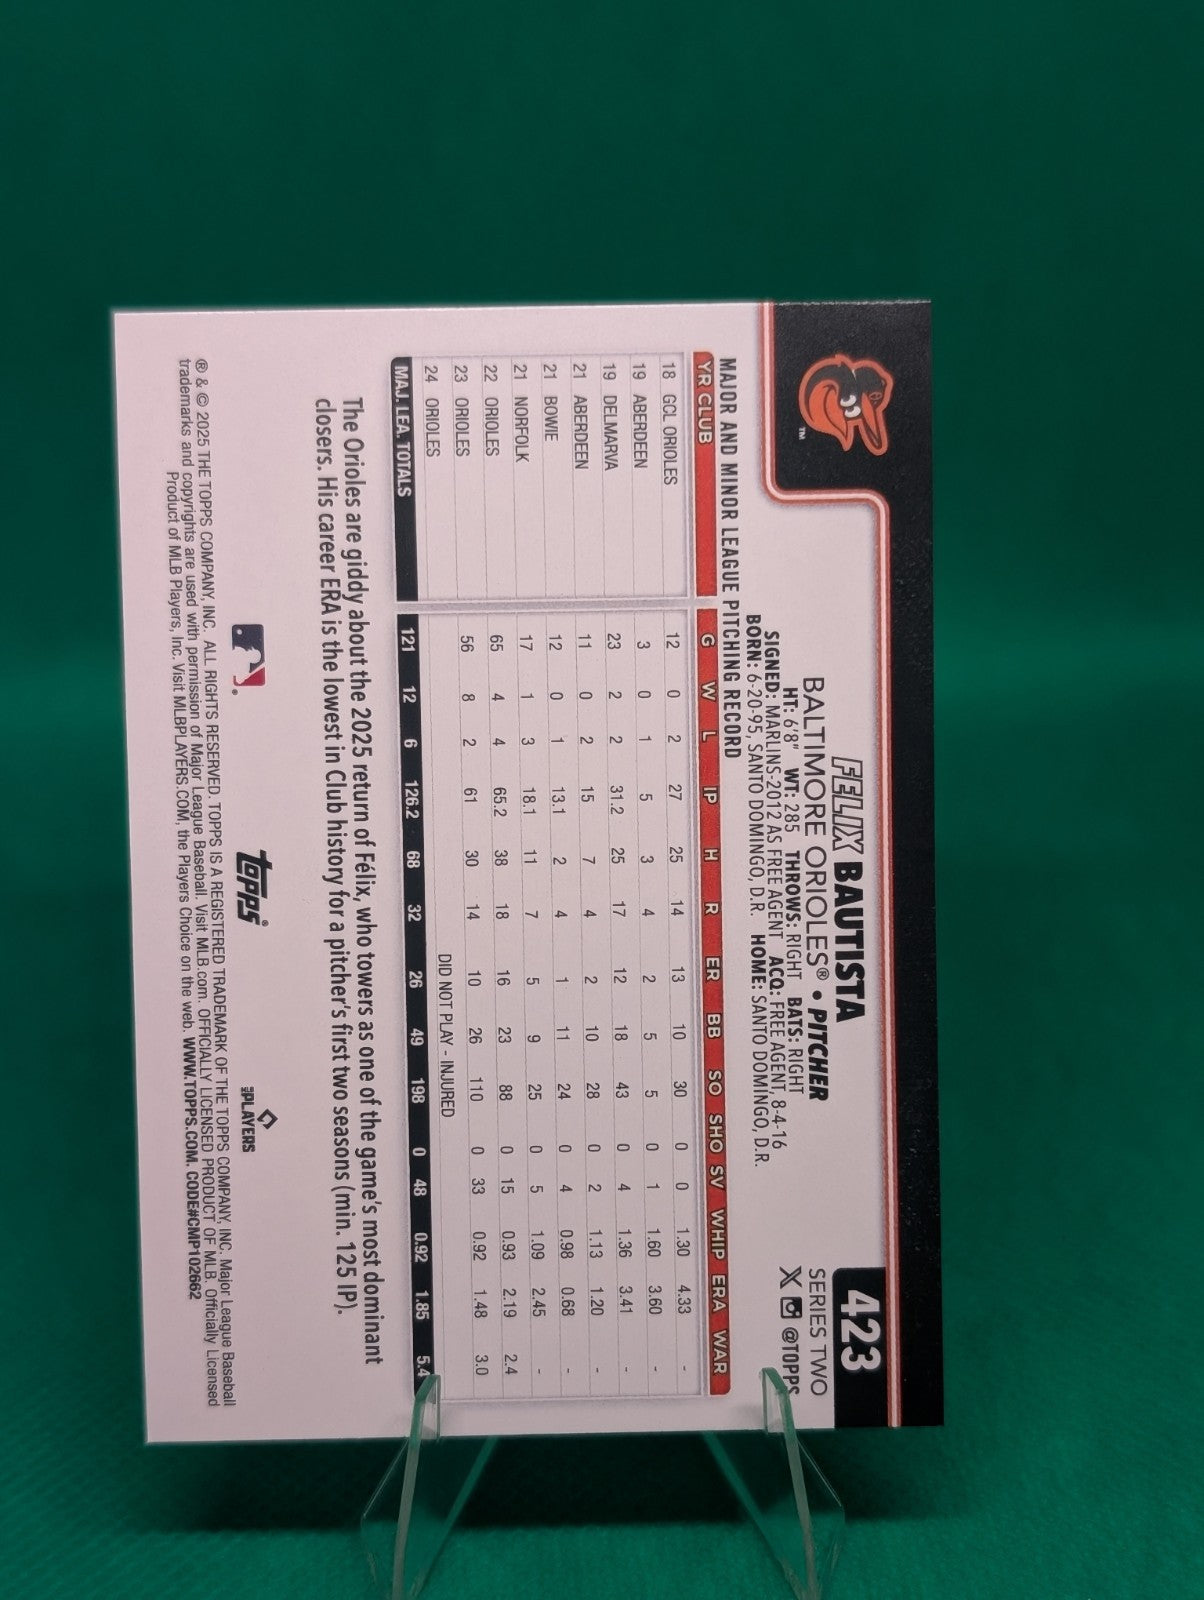 423
FELIX BAUTISTA
BALTIMORE ORIOLES® • PITCHER
SERIES TWO
HT: 6'8" WT: 285 THROWS: RIGHT BATS: RIGHT
@TOPPS
SIGNED: MARLINS-2012 AS FREE AGENT ACQ: FREE AGENT, 8-4-16
BORN: 6-20-95, SANTO DOMINGO, D.R. HOME: SANTO DOMINGO, D.R.
TM
MAJOR AND MINOR LEAGUE PITCHING RECORD
YR CLUB G W L IP H R ER BB SO SHO SV WHIP ERA WAR
18 GCL ORIOLES 12 0 2 27 25 14 13 10 30 0 0 1.30 4.33 -
19 ABERDEEN 3 0 1 5 3 4 2 5 5 0 1 1.60 3.60 -
19 DELMARVA 23 2 2 31.2 25 17 12 18 43 0 4 1.36 3.41 -
21 ABERDEEN 11 0 2 15 7 4 2 10 28 0 2 1.13 1.20 -
21 BOWIE 12 0 1 13.1 2 4 1 11 24 0 4 0.98 0.68 -
21 NORFOLK 17 1 3 18.1 11 7 5 9 25 0 5 1.09 2.45 -
22 ORIOLES 65 4 4 65.2 38 18 16 23 88 0 15 0.93 2.19 2.4
23 ORIOLES 56 8 2 61 30 14 10 26 110 0 33 0.92 1.48 3.0
24 ORIOLES DID NOT PLAY - INJURED
MAJ. LEA. TOTALS 121 12 6 126.2 68 32 26 49 198 0 48 0.92 1.85 5.4
The Orioles are giddy about the 2025 return of Félix, who towers as one of the game's most dominant
closers. His career ERA is the lowest in Club history for a pitcher's first two seasons (min. 125 IP).
topps®
MLB PLAYERS
® & © 2025 THE TOPPS COMPANY, INC. ALL RIGHTS RESERVED. TOPPS IS A REGISTERED TRADEMARK OF THE TOPPS COMPANY, INC. Major League Baseball
trademarks and copyrights are used with permission of Major League Baseball. Visit MLB.com. OFFICIALLY LICENSED PRODUCT OF MLB. Officially Licensed
Product of MLB Players, Inc. Visit MLBPLAYERS.COM, the Players Choice on the web. WWW.TOPPS.COM. CODE#CMP102662